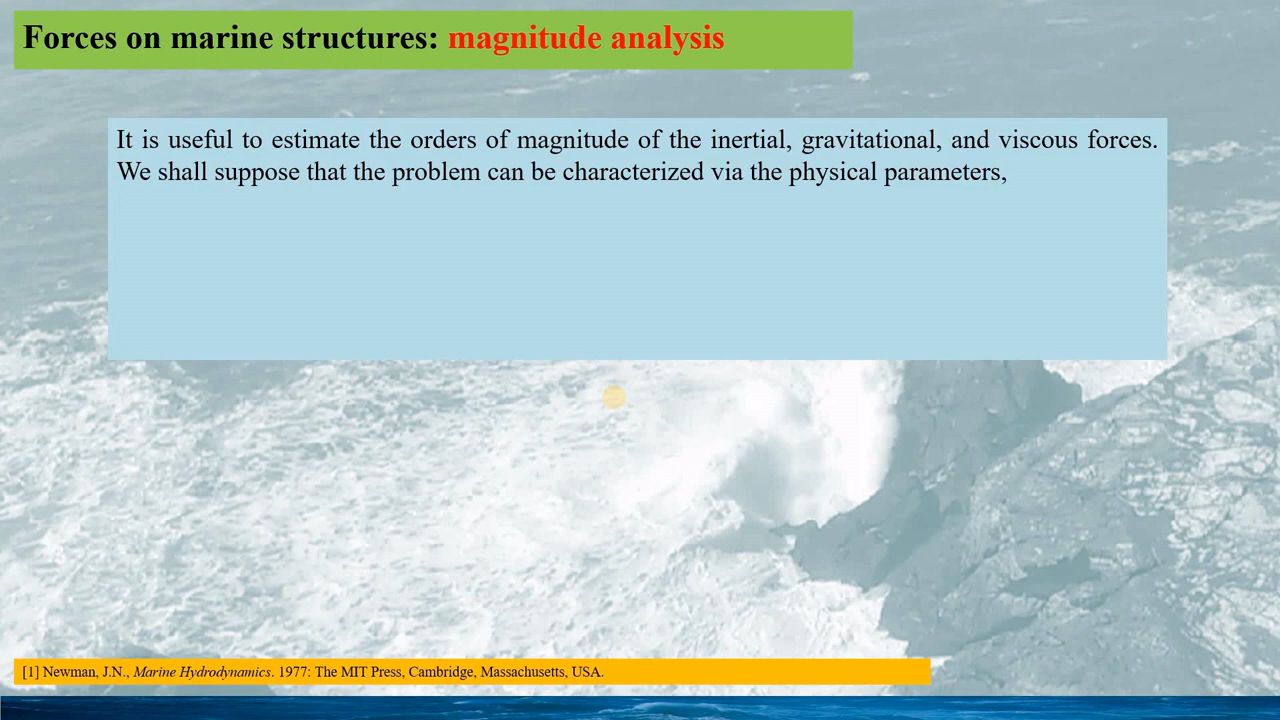 Forces on marine structures: magnitude analysis
It is useful to estimate the orders of magnitude of the inertial, gravitational, and viscous forces.
We shall suppose that the problem can be characterized via the physical parameters,
[1] Newman, J.N., Marine Hydrodynamics. 1977: The MIT Press, Cambridge, Massachusetts, USA.